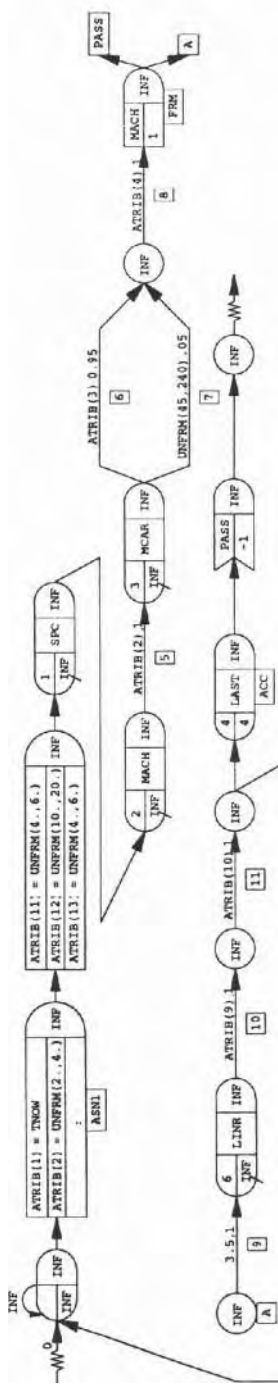 INF
0
INF
INF
ATRIB(1) = TNOW
ATRIB(2) = UNFRM(2.,4.)
:
INF
ASN1
ATRIB(11) = UNFRM(4.,6.)
ATRIB(12) = UNFRM(10.,20.)
ATRIB(13) = UNFRM(4.,6.)
INF
1
INF
SPC
INF
2
INF
MACH
INF
ATRIB(2),1
5
3
INF
MCAR
INF
ATRIB(3)0.95
6
UNFRM(45,240).05
7
INF
ATRIB(4),1
8
MACH
1
INF
FRM
PASS
A
INF
A
3.5,1
9
6
INF
LINR
INF
ATRIB(9),1
10
INF
ATRIB(10),1
11
INF
4
4
LAST
INF
ACC
PASS
-1
INF
INF